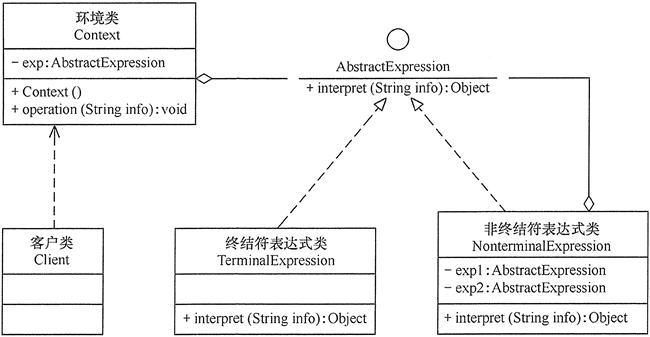 环境类
Context
− exp:AbstractExpression
+ Context()
+ operation(String info):void
AbstractExpression
+ interpret(String info):Object
客户类
Client
终结符表达式类
TerminalExpression
+ interpret(String info):Object
非终结符表达式类
NonterminalExpression
− exp1:AbstractExpression
− exp2:AbstractExpression
+ interpret(String info):Object